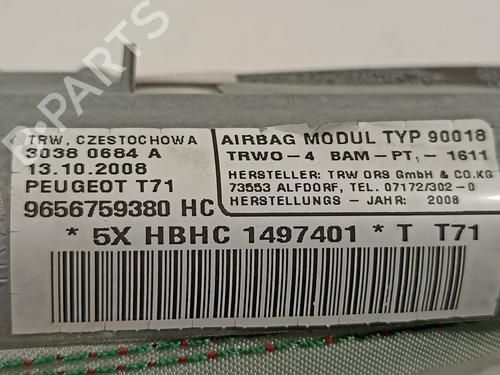 TRW, CZESTOCHOWA
3038 0684 A
13.10.2008
PEUGEOT T71
9656759380 HC
AIRBAG MODUL TYP 90018
TRWO-4 BAM-PT, -1611
HERSTELLER: TRW ORS GmbH & CO.KG
73553 ALFDORF, TEL. 07172/302-0
HERSTELLUNGS - JAHR: 2008
* 5X HBHC 1497401 * T T71